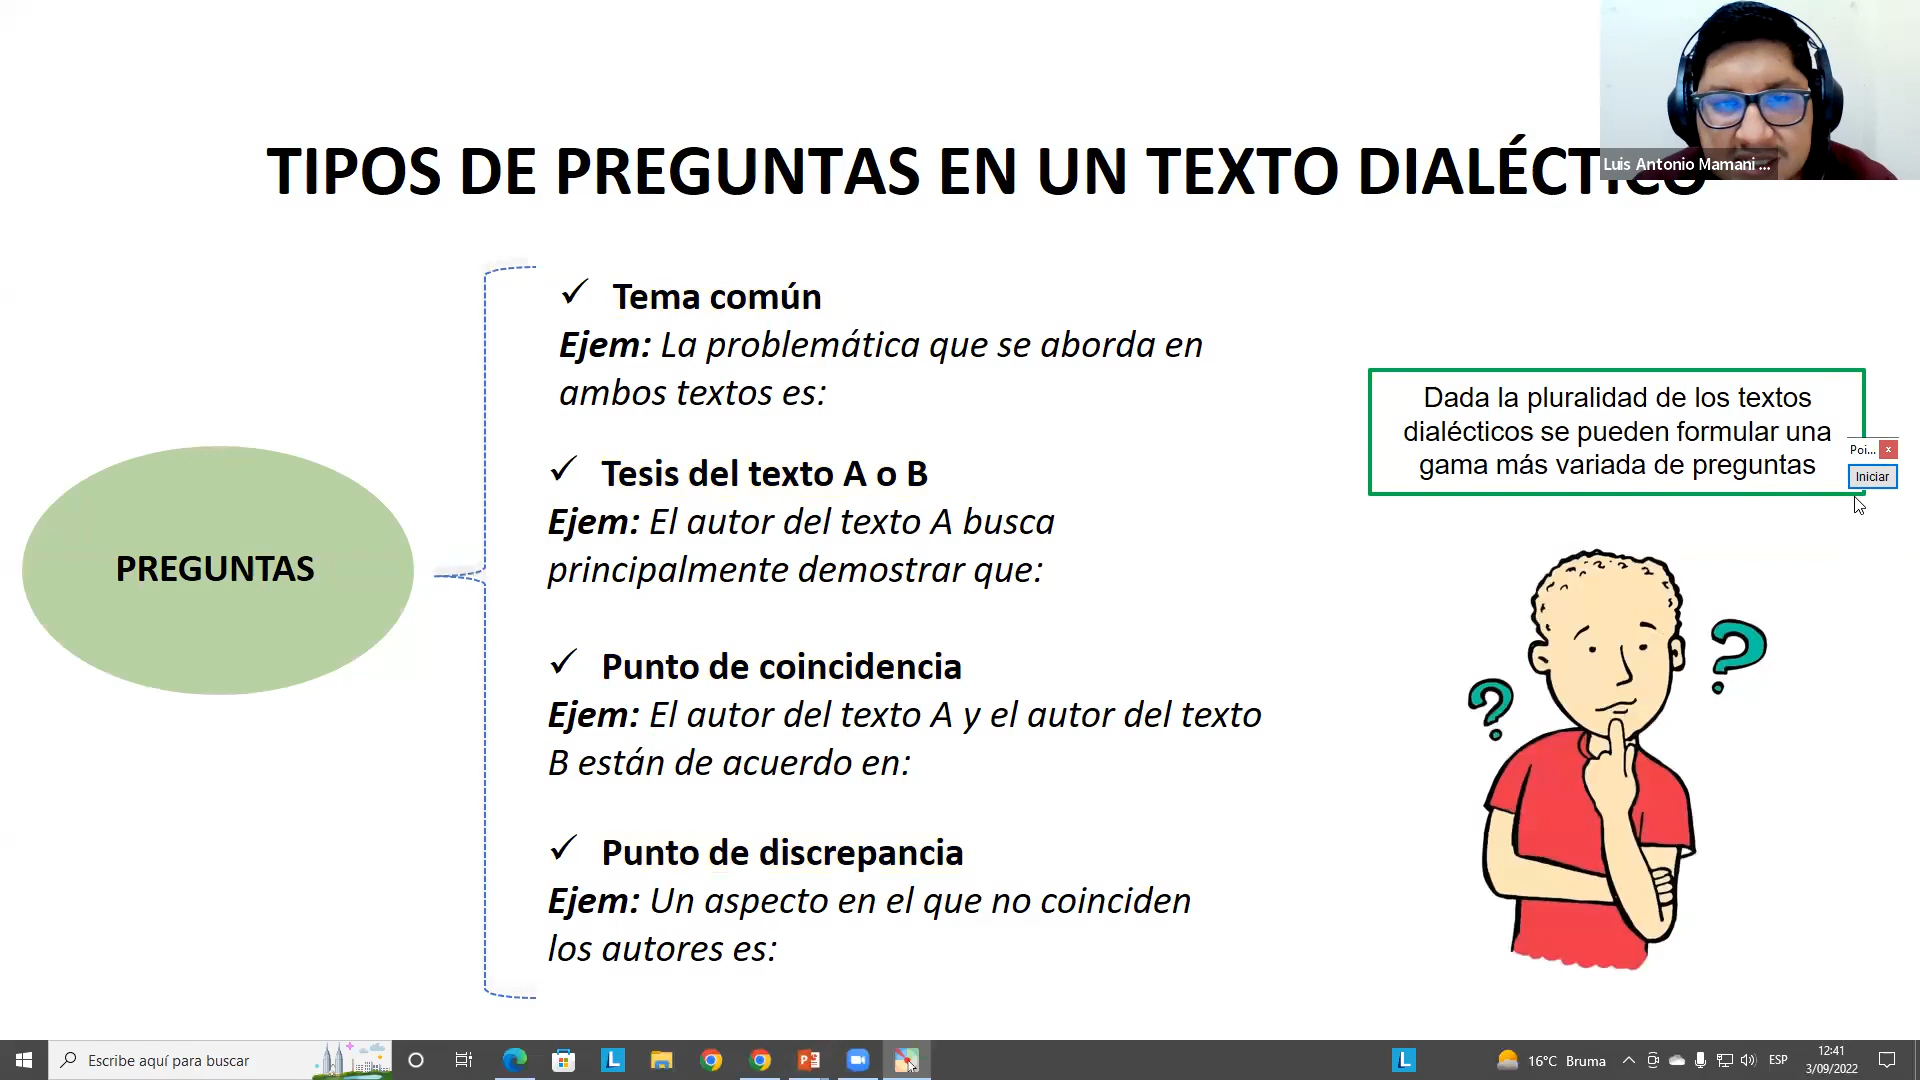 TIPOS DE PREGUNTAS EN UN TEXTO DIALÉCTICO
Luis Antonio Mamani ...
✓ Tema común
Ejem: La problemática que se aborda en
ambos textos es:
✓ Tesis del texto A o B
Ejem: El autor del texto A busca
principalmente demostrar que:
✓ Punto de coincidencia
Ejem: El autor del texto A y el autor del texto
B están de acuerdo en:
✓ Punto de discrepancia
Ejem: Un aspecto en el que no coinciden
los autores es:
PREGUNTAS
Dada la pluralidad de los textos
dialécticos se pueden formular una
gama más variada de preguntas
Poi... x
Iniciar
? ?
Escribe aquí para buscar
L
L
16°C Bruma
ESP
12:41
3/09/2022